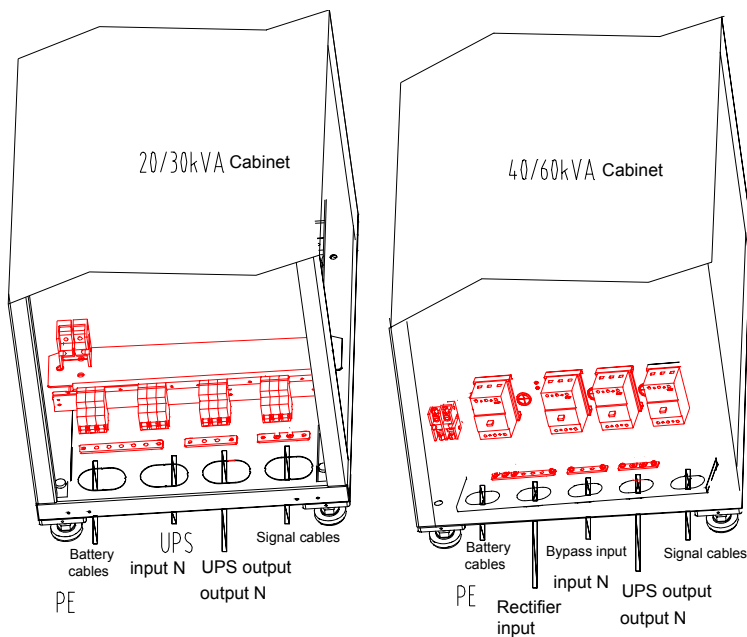 20/30kVA Cabinet
40/60kVA Cabinet
Battery cables
UPS input N
UPS output output N
Signal cables
PE
Battery cables
Rectifier input
Bypass input
input N
UPS output output N
Signal cables
PE